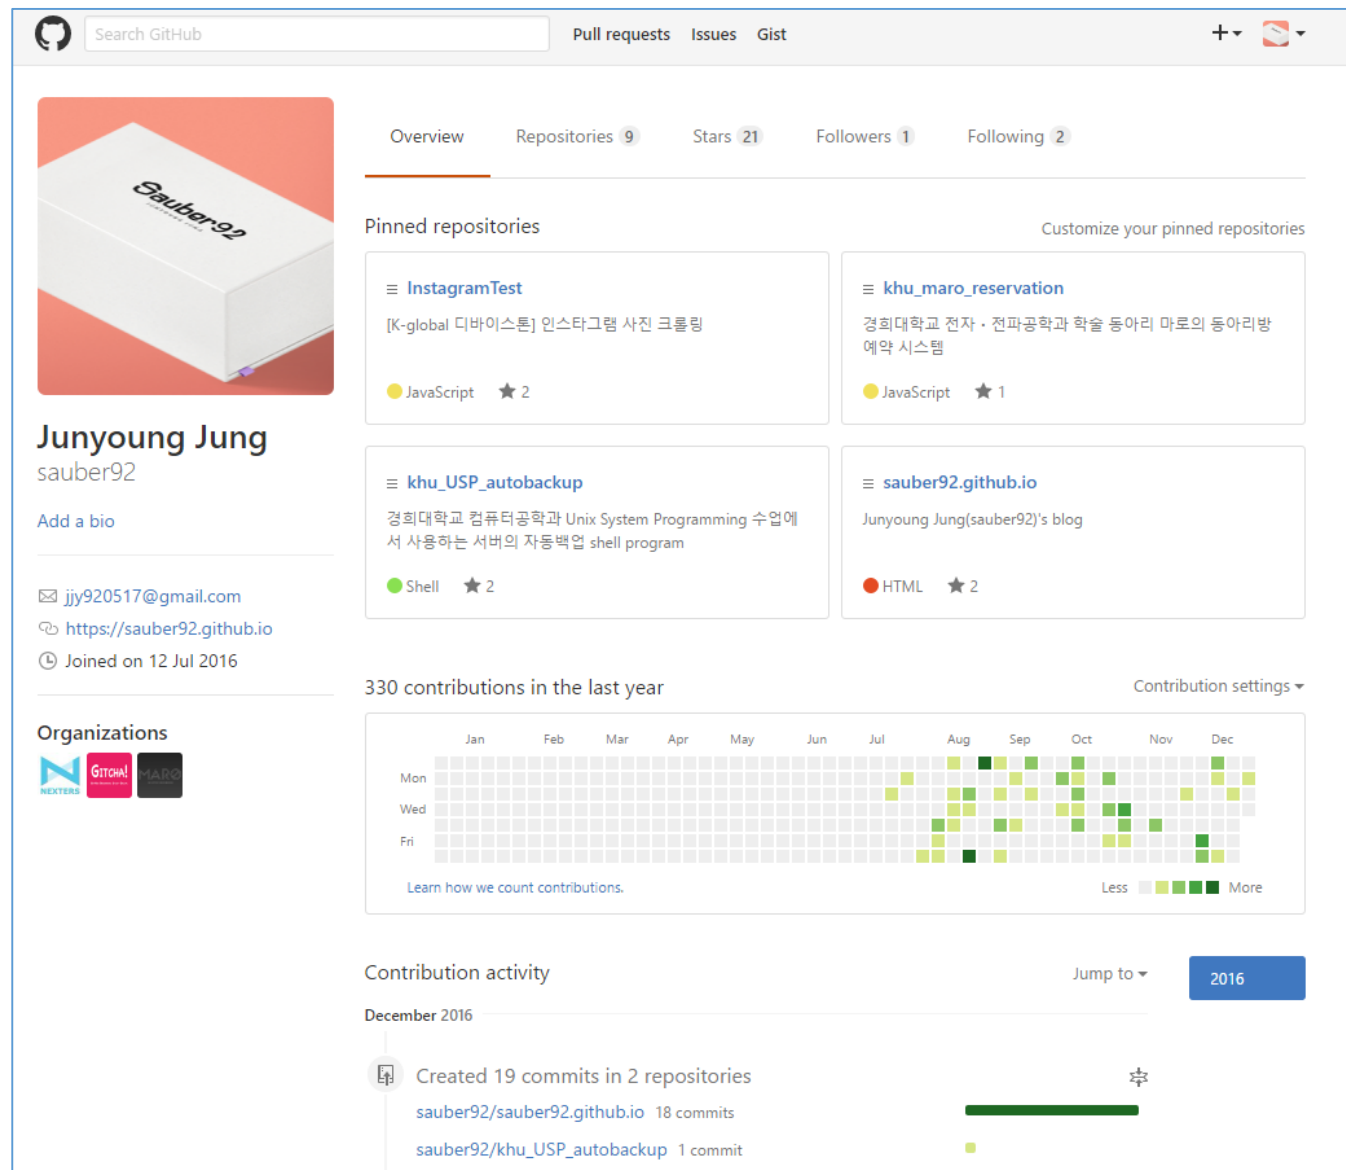 Search GitHub
Pull requests Issues Gist
Sauber92
Overview Repositories 9 Stars 21 Followers 1 Following 2
Pinned repositories
Customize your pinned repositories
InstagramTest
[K-global 디바이스톤] 인스타그램 사진 크롤링
JavaScript 2
khu_maro_reservation
경희대학교 전자・전파공학과 학술 동아리 마로의 동아리방
예약 시스템
JavaScript 1
Junyoung Jung
sauber92
Add a bio
khu_USP_autobackup
경희대학교 컴퓨터공학과 Unix System Programming 수업에
서 사용하는 서버의 자동백업 shell program
Shell 2
sauber92.github.io
Junyoung Jung(sauber92)'s blog
HTML 2
jjy920517@gmail.com
https://sauber92.github.io
Joined on 12 Jul 2016
Organizations
NEXTERS
GITCHA!
MARO
330 contributions in the last year
Contribution settings
Jan Feb Mar Apr May Jun Jul Aug Sep Oct Nov Dec
Mon
Wed
Fri
Learn how we count contributions.
Less More
Contribution activity
Jump to
2016
December 2016
Created 19 commits in 2 repositories
sauber92/sauber92.github.io 18 commits
sauber92/khu_USP_autobackup 1 commit